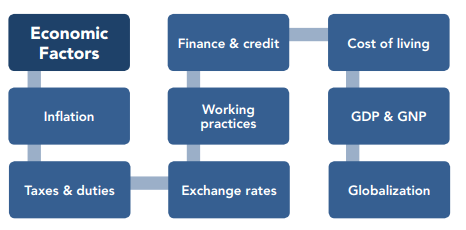 Economic
Factors
Inflation
Taxes & duties
Exchange rates
Working
practices
Finance & credit
Cost of living
GDP & GNP
Globalization